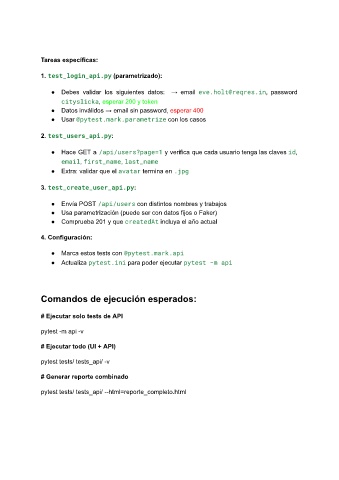 Tareas específicas:
1. test_login_api.py (parametrizado):
● Debes validar los siguientes datos: → email eve.holt@reqres.in, password
cityslicka, esperar 200 y token
● Datos inválidos → email sin password, esperar 400
● Usar @pytest.mark.parametrize con los casos
2. test_users_api.py:
● Hace GET a /api/users?page=1 y verifica que cada usuario tenga las claves id,
email, first_name, last_name
● Extra: validar que el avatar termina en .jpg
3. test_create_user_api.py:
● Envía POST /api/users con distintos nombres y trabajos
● Usa parametrización (puede ser con datos fijos o Faker)
● Comprueba 201 y que createdAt incluya el año actual
4. Configuración:
● Marca estos tests con @pytest.mark.api
● Actualiza pytest.ini para poder ejecutar pytest -m api
Comandos de ejecución esperados:
# Ejecutar solo tests de API
pytest -m api -v
# Ejecutar todo (UI + API)
pytest tests/ tests_api/ -v
# Generar reporte combinado
pytest tests/ tests_api/ --html=reporte_completo.html